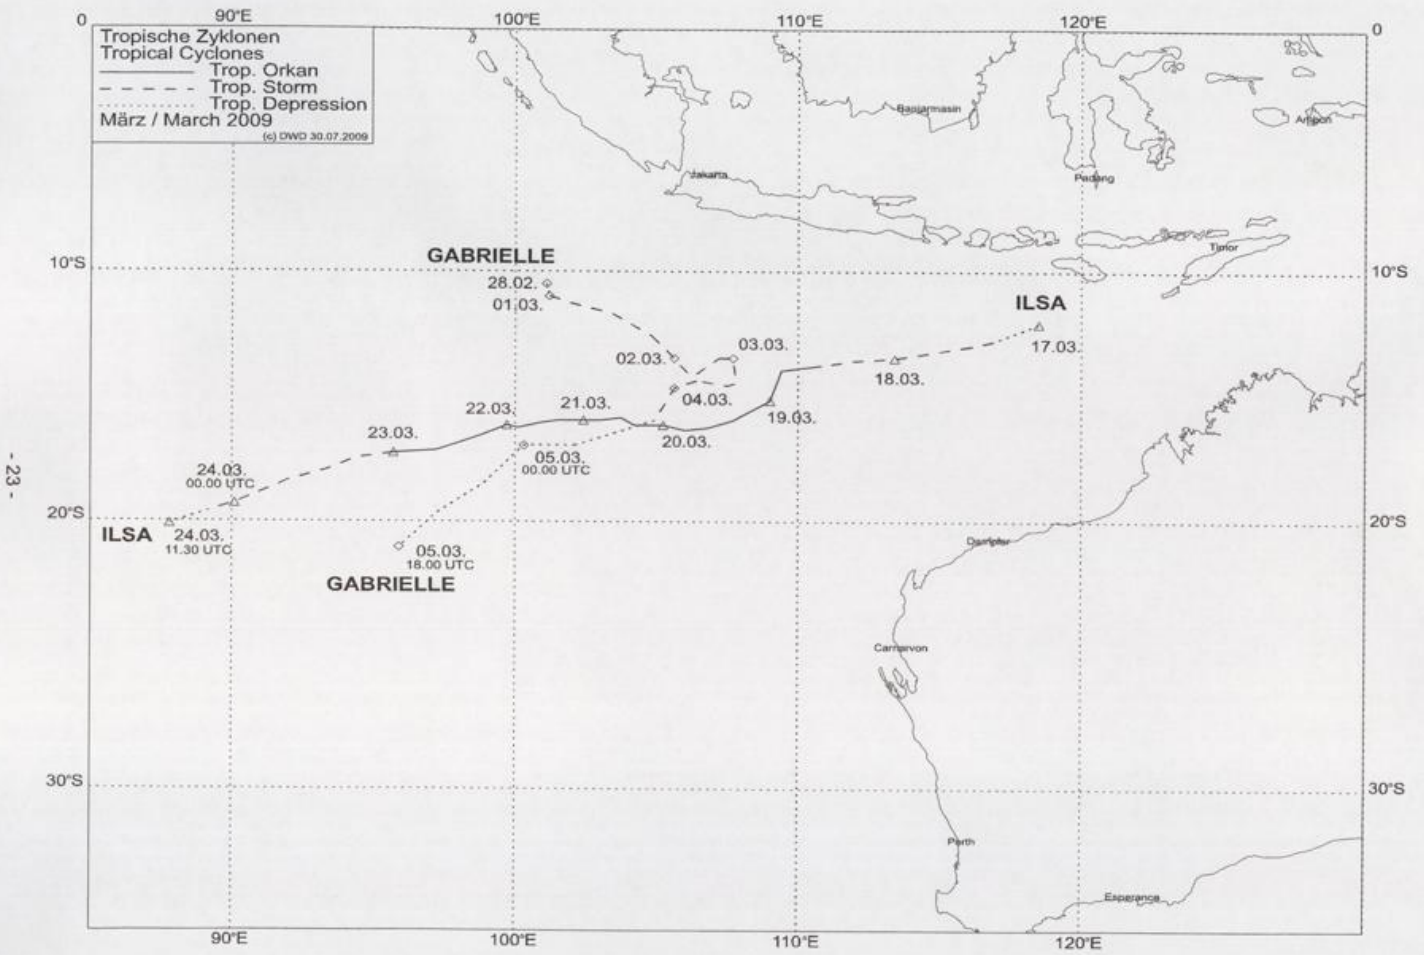 90°E
100°E
110°E
120°E
0
0
Tropische Zyklonen
Tropical Cyclones
Trop. Orkan
Trop. Storm
Trop. Depression
März / March 2009
(c) DWD 30.07.2009
Banjarmasin
Ambon
Jakarta
Padang
Timor
GABRIELLE
10°S
10°S
28.02.
01.03.
ILSA
02.03.
03.03.
17.03.
18.03.
04.03.
22.03.
21.03.
19.03.
23.03.
20.03.
05.03.
00.00 UTC
24.03.
00.00 UTC
- 23 -
20°S
20°S
ILSA
24.03.
11.30 UTC
Dampier
05.03.
18.00 UTC
GABRIELLE
Carnarvon
30°S
30°S
Perth
Esperance
90°E
100°E
110°E
120°E